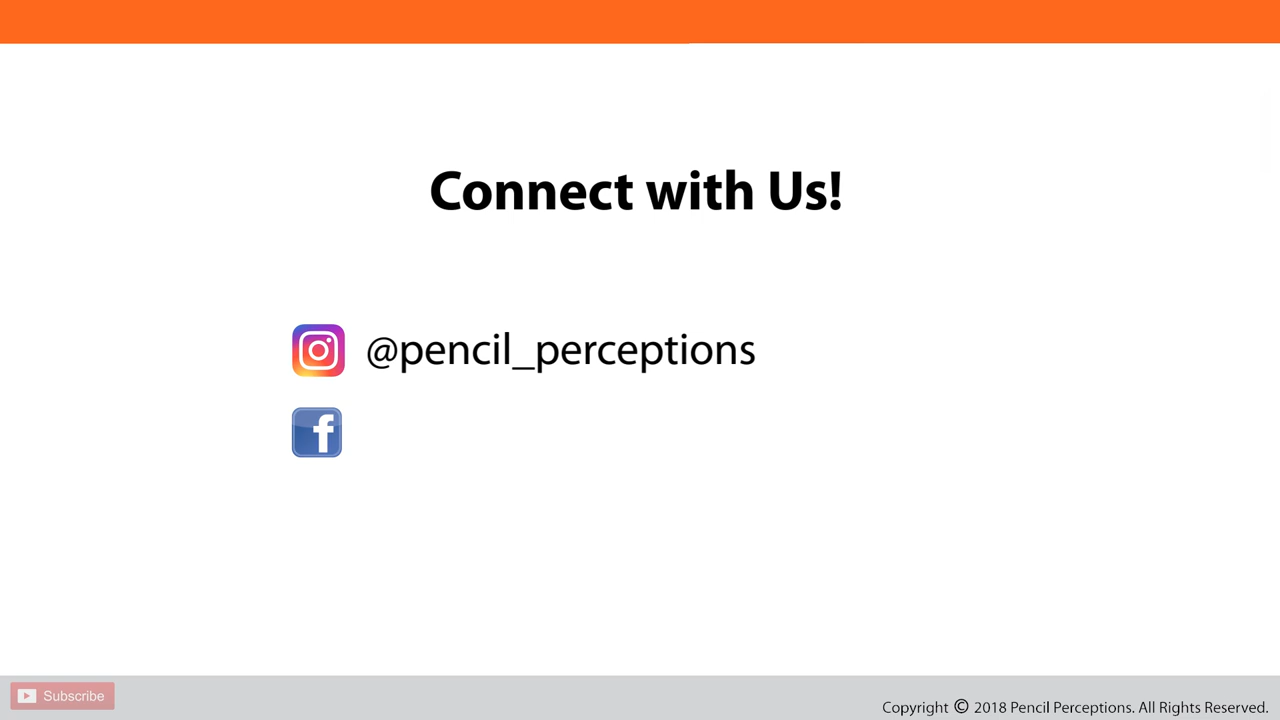 Connect with Us!
@pencil_perceptions
Subscribe
Copyright © 2018 Pencil Perceptions. All Rights Reserved.